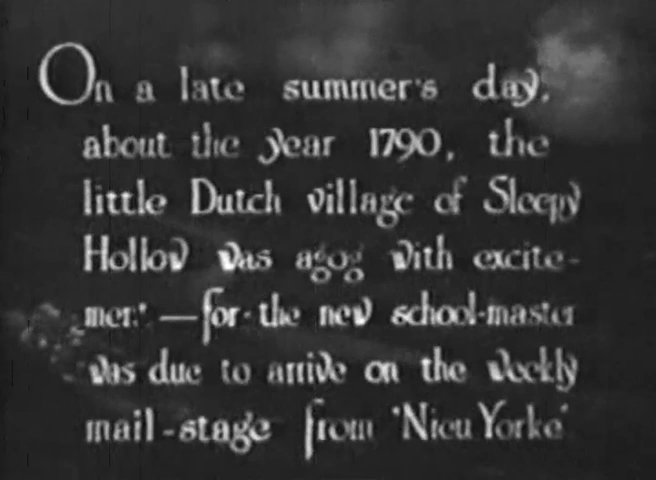 On a late summer's day,
about the year 1790, the
little Dutch village of Sleepy
Hollow was agog with excite-
ment — for the new school-master
was due to arrive on the weekly
mail-stage from 'Nieu Yorke'